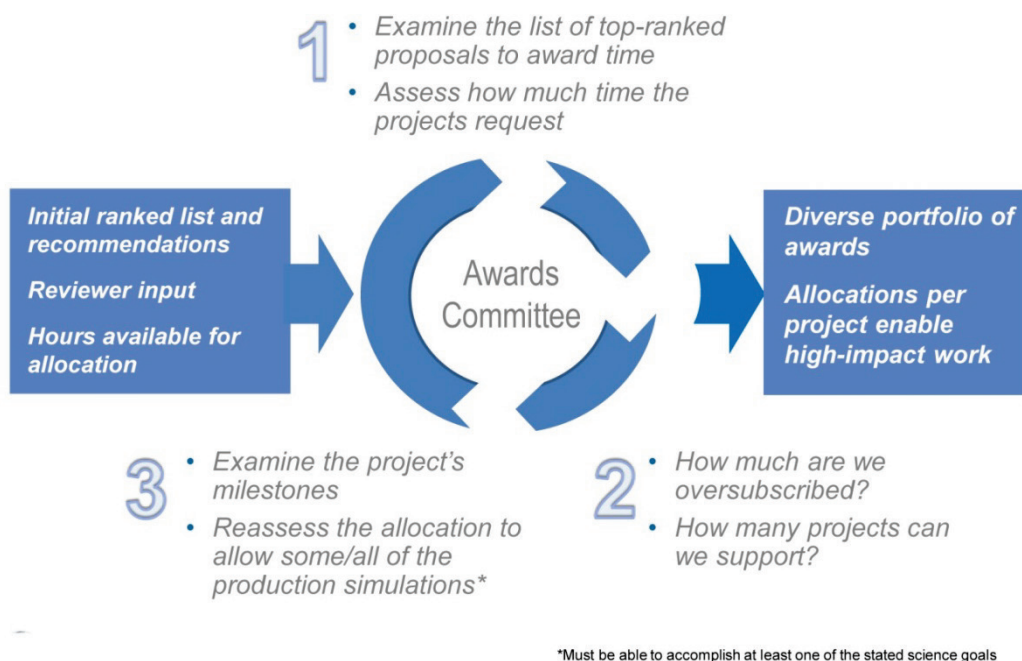 1
• Examine the list of top-ranked
proposals to award time
• Assess how much time the
projects request
Initial ranked list and
recommendations
Reviewer input
Hours available for
allocation
Awards
Committee
Diverse portfolio of
awards
Allocations per
project enable
high-impact work
3
• Examine the project’s
milestones
• Reassess the allocation to
allow some/all of the
production simulations*
2
• How much are we
oversubscribed?
• How many projects can
we support?
*Must be able to accomplish at least one of the stated science goals